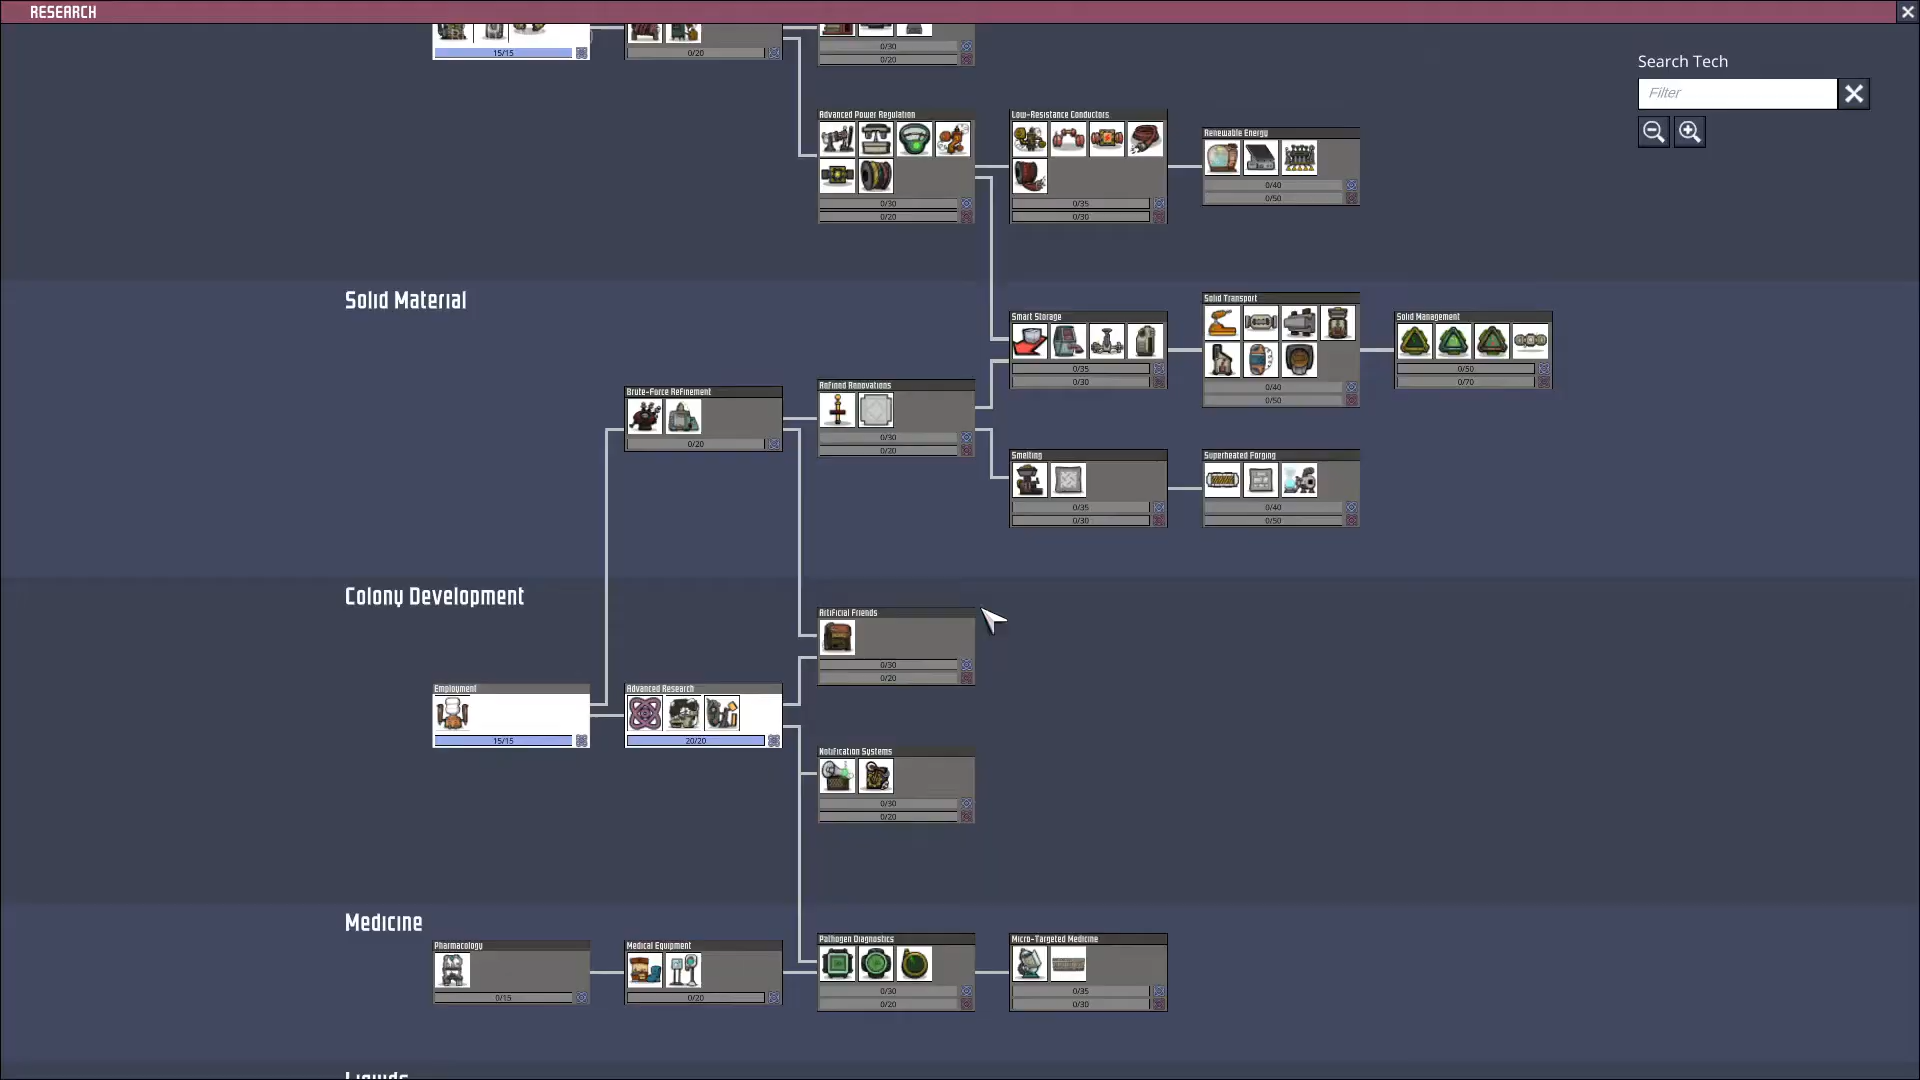 RESEARCH
Search Tech
Filter
15/15
0/20
0/30
0/20
Advanced Power Regulation
0/30
0/20
Low-Resistance Conductors
0/35
0/30
Renewable Energy
0/40
0/50
Solid Material
Brute-Force Refinement
0/20
Refined Renovations
0/30
0/20
Smart Storage
0/35
0/30
Solid Transport
0/40
0/50
Solid Management
0/50
0/70
Smelting
0/35
0/30
Superheated Forging
0/40
0/50
Colony Development
Employment
15/15
Advanced Research
20/20
Artificial Friends
0/30
0/20
Notification Systems
0/30
0/20
Medicine
Pharmacology
0/15
Medical Equipment
0/20
Pathogen Diagnostics
0/30
0/20
Micro-Targeted Medicine
0/35
0/30
Liquids